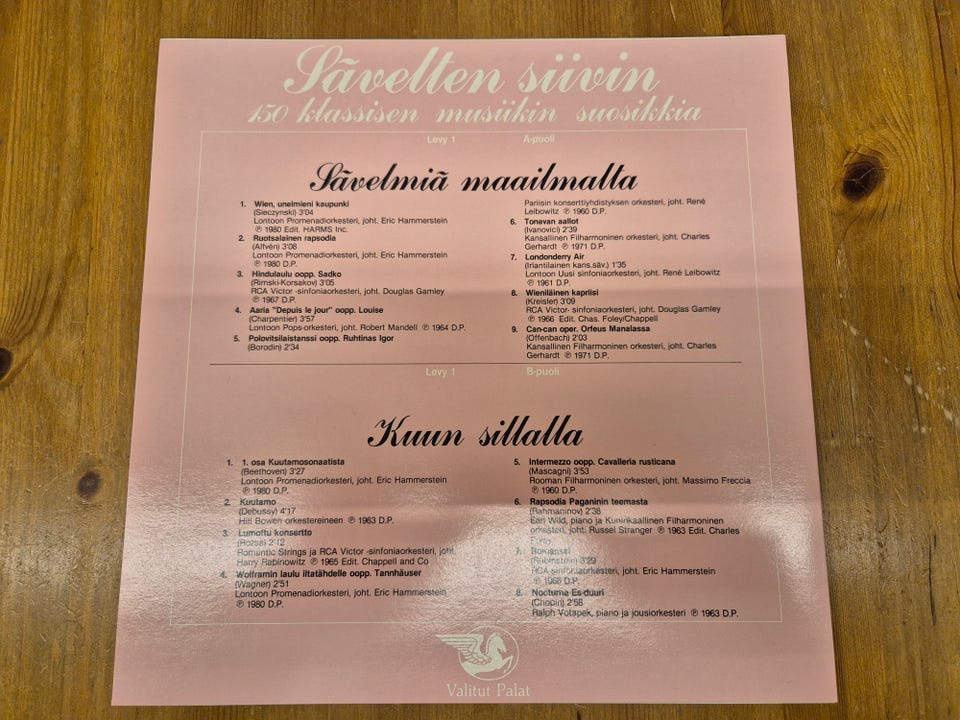 Sävelten siivin
150 klassisen musiikin suosikkia
Levy 1 A-puoli
Sävelmiä maailmalta
1. Wien, unelmieni kaupunki
(Sieczynski) 3'04
Lontoon Promenadiorkesteri, joht. Eric Hammerstein
℗ 1980 Edit. HARMS Inc.
2. Ruotsalainen rapsodia
(Alfvén) 3'08
Lontoon Promenadiorkesteri, joht. Eric Hammerstein
℗ 1980 D.P.
3. Hindulaulu oopp. Sadko
(Rimski-Korsakov) 3'05
RCA Victor -sinfoniaorkesteri, joht. Douglas Gamley
℗ 1967 D.P.
4. Aaria "Depuis le jour" oopp. Louise
(Charpentier) 3'57
Lontoon Pops-orkesteri, joht. Robert Mandell ℗ 1964 D.P.
5. Polovitsilaistanssi oopp. Ruhtinas Igor
(Borodin) 2'34
Pariisin konserttiyhdistyksen orkesteri, joht. René
Leibowitz ℗ 1960 D.P.
6. Tonavan aallot
(Ivanovici) 2'39
Kansallinen Filharmoninen orkesteri, joht. Charles
Gerhardt ℗ 1971 D.P.
7. Londonderry Air
(Irlantilainen kans.säv.) 1'35
Lontoon Uusi sinfoniaorkesteri, joht. René Leibowitz
℗ 1961 D.P.
8. Wieniläinen kapriisi
(Kreisler) 3'09
RCA Victor- sinfoniaorkesteri, joht. Douglas Gamley
℗ 1966 Edit. Chas. Foley/Chappell
9. Can-can oper. Orfeus Manalassa
(Offenbach) 2'03
Kansallinen Filharmoninen orkesteri, joht. Charles
Gerhardt ℗ 1971 D.P.
Levy 1 B-puoli
Kuun sillalla
1. 1. osa Kuutamosonaatista
(Beethoven) 3'27
Lontoon Promenadiorkesteri, joht. Eric Hammerstein
℗ 1980 D.P.
2. Kuutamo
(Debussy) 4'17
Hill Bowen orkestereineen ℗ 1963 D.P.
3. Lumottu konsertto
(Rozsa) 2'12
Romantic Strings ja RCA Victor -sinfoniaorkesteri, joht.
Harry Rabinowitz ℗ 1965 Edit. Chappell and Co
4. Wolframin laulu iltatähdelle oopp. Tannhäuser
(Wagner) 2'51
Lontoon Promenadiorkesteri, joht. Eric Hammerstein
℗ 1980 D.P.
5. Intermezzo oopp. Cavalleria rusticana
(Mascagni) 3'53
Rooman Filharmoninen orkesteri, joht. Massimo Freccia
℗ 1960 D.P.
6. Rapsodia Paganinin teemasta
(Rahmaninov) 2'38
Earl Wild, piano ja Kuninkaallinen Filharmoninen
orkesteri, joht. Russel Stranger ℗ 1963 Edit. Charles
Foley
7. Romanssi
(Rubinstein) 3'29
RCA sinfoniaorkesteri, joht. Eric Hammerstein
℗ D.P.
8. Nocturne Es-duuri
(Chopin) 2'56
Ralph Votapek, piano ja jousiorkesteri ℗ 1963 D.P.
Valitut Palat